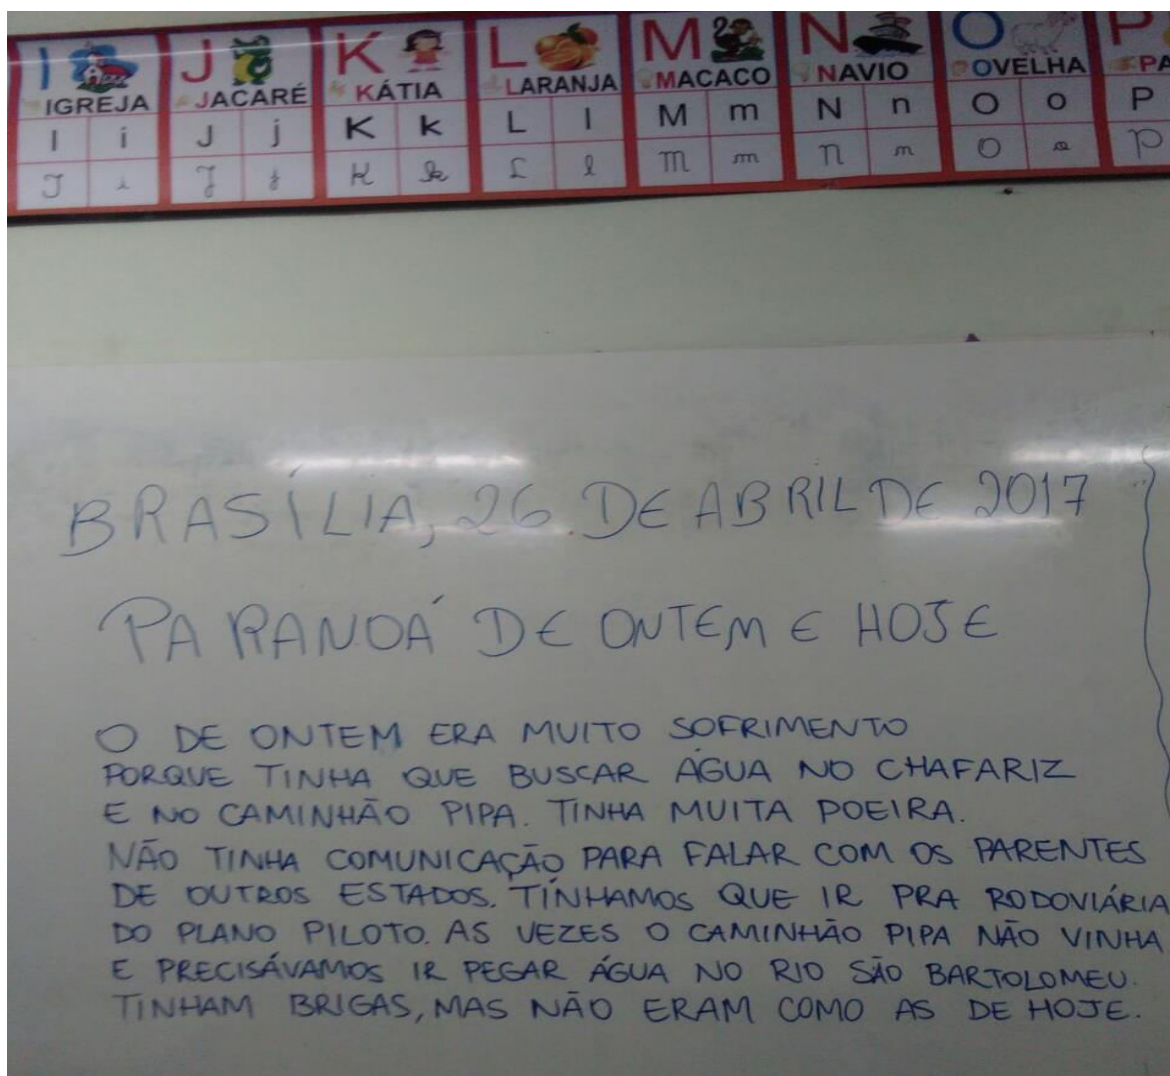 I J K L M N O P
IGREJA JACARÉ KÁTIA LARANJA MACACO NAVIO OVELHA PA
I i J j K k L l M m N n O o P
I i J j K k L l M m N n O o P
BRASÍLIA, 26 DE ABRIL DE 2017
PARANOÁ DE ONTEM E HOJE
O DE ONTEM ERA MUITO SOFRIMENTO
PORQUE TINHA QUE BUSCAR ÁGUA NO CHAFARIZ
E NO CAMINHÃO PIPA. TINHA MUITA POEIRA.
NÃO TINHA COMUNICAÇÃO PARA FALAR COM OS PARENTES
DE OUTROS ESTADOS. TÍNHAMOS QUE IR PRA RODOVIÁRIA
DO PLANO PILOTO. AS VEZES O CAMINHÃO PIPA NÃO VINHA
E PRECISÁVAMOS IR PEGAR ÁGUA NO RIO SÃO BARTOLOMEU.
TINHAM BRIGAS, MAS NÃO ERAM COMO AS DE HOJE.